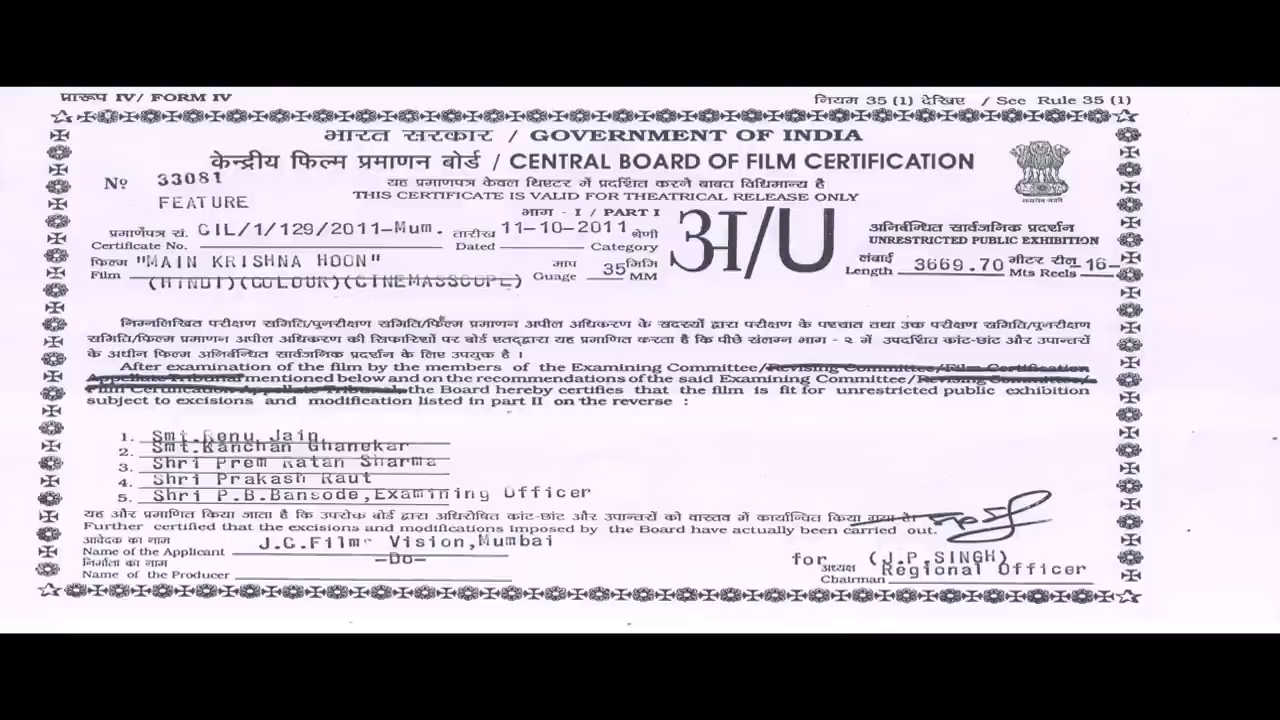 प्रारूप IV/ FORM IV
नियम 35 (1) देखिए / See Rule 35 (1)
भारत सरकार / GOVERNMENT OF INDIA
केन्द्रीय फिल्म प्रमाणन बोर्ड / CENTRAL BOARD OF FILM CERTIFICATION
Nº 33081
यह प्रमाणपत्र केवल थिएटर में प्रदर्शित करने बाबत विधिमान्य है
FEATURE
THIS CERTIFICATE IS VALID FOR THEATRICAL RELEASE ONLY
भाग - I / PART I
प्रमाणपत्र सं. CIL/1/129/2011-Mum. तारीख 11-10-2011 श्रेणी
Certificate No. Dated Category
अ/U
अनिर्बन्धित सार्वजनिक प्रदर्शन
UNRESTRICTED PUBLIC EXHIBITION
फिल्म "MAIN KRISHNA HOON" माप 35 मिमि
Film (HINDI)(COLOUR)(CINEMASSCOPE) Guage MM
लंबाई 3669.70 मीटर रील 16-
Length Mts Reels
निम्नलिखित परीक्षण समिति/पुनरीक्षण समिति/फिल्म प्रमाणन अपील अधिकरण के सदस्यों द्वारा परीक्षण के पश्चात तथा उक्त परीक्षण समिति/पुनरीक्षण
समिति/फिल्म प्रमाणन अपील अधिकरण की सिफारिशों पर बोर्ड एतद्द्वारा यह प्रमाणित करता है कि पीछे संलग्न भाग - २ में उपदर्शित कांट-छांट और उपान्तरों
के अधीन फिल्म अनिर्बन्धित सार्वजनिक प्रदर्शन के लिए उपयुक्त है ।
After examination of the film by the members of the Examining Committee/Revising Committee/Film Certification
Appellate Tribunal mentioned below and on the recommendations of the said Examining Committee/Revising Committee/
Film Certification Appellate Tribunal, the Board hereby certifies that the film is fit for unrestricted public exhibition
subject to excisions and modification listed in part II on the reverse :
1. Smt.Renu Jain
2. Smt.Kanchan Ghanekar
3. Shri Prem Ratan Sharma
4. Shri Prakash Raut
5. Shri P.B.Bansode,Examining Officer
यह और प्रमाणित किया जाता है कि उपरोक्त बोर्ड द्वारा अधिरोपित कांट-छांट और उपान्तरों को वास्तव में कार्यान्वित किया गया है।
Further certified that the excisions and modifications imposed by the Board have actually been carried out.
आवेदक का नाम J.C.Films Vision,Mumbai
Name of the Applicant
निर्माता का नाम -Do-
Name of the Producer
for (J.P.SINGH)
अध्यक्ष Regional Officer
Chairman